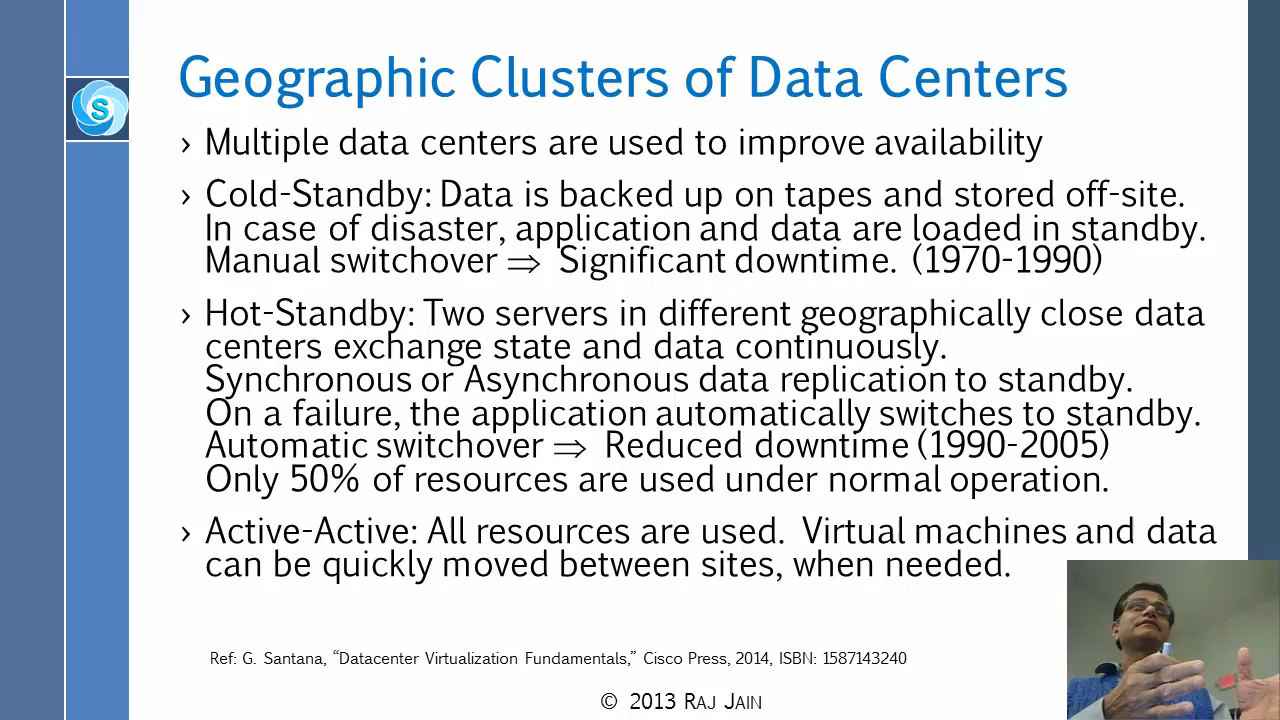 Geographic Clusters of Data Centers
S
› Multiple data centers are used to improve availability
› Cold-Standby: Data is backed up on tapes and stored off-site.
In case of disaster, application and data are loaded in standby.
Manual switchover ⇒ Significant downtime. (1970-1990)
› Hot-Standby: Two servers in different geographically close data
centers exchange state and data continuously.
Synchronous or Asynchronous data replication to standby.
On a failure, the application automatically switches to standby.
Automatic switchover ⇒ Reduced downtime (1990-2005)
Only 50% of resources are used under normal operation.
› Active-Active: All resources are used. Virtual machines and data
can be quickly moved between sites, when needed.
Ref: G. Santana, “Datacenter Virtualization Fundamentals,” Cisco Press, 2014, ISBN: 1587143240
© 2013 RAJ JAIN